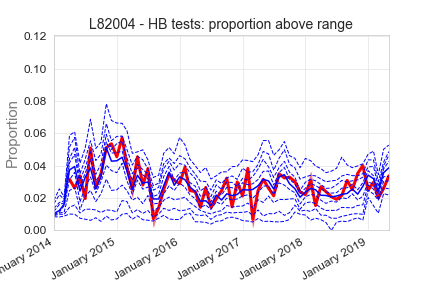 L82004 - HB tests: proportion above range
0.12
0.10
0.08
0.06
0.04
0.02
0.00
Proportion
nuary 2014
January 2015
January 2016
January 2017
January 2018
January 2019